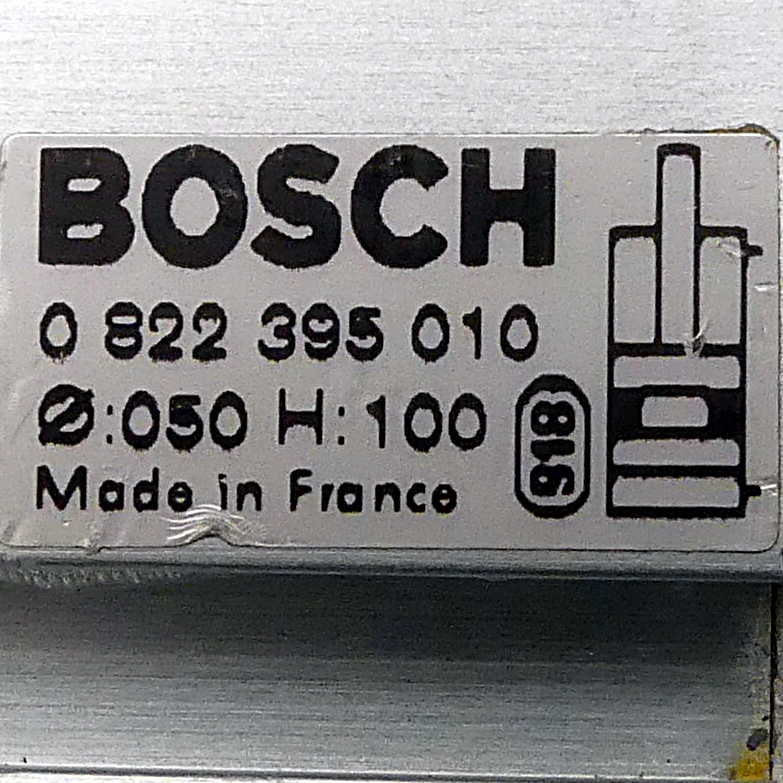 BOSCH
0 822 395 010
Ø:050 H:100
918
Made in France